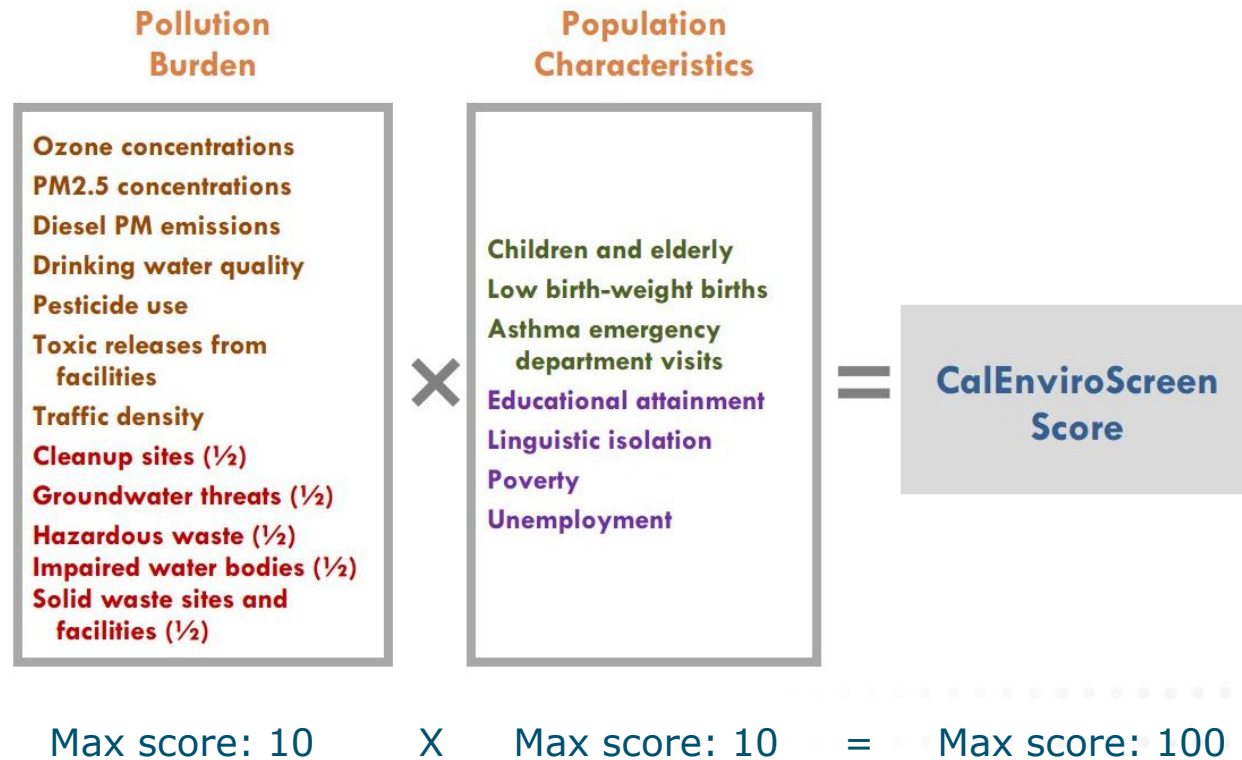 Pollution
Burden
Population
Characteristics
Ozone concentrations
PM2.5 concentrations
Diesel PM emissions
Drinking water quality
Pesticide use
Toxic releases from
facilities
Traffic density
Cleanup sites (½)
Groundwater threats (½)
Hazardous waste (½)
Impaired water bodies (½)
Solid waste sites and
facilities (½)
×
Children and elderly
Low birth-weight births
Asthma emergency
department visits
Educational attainment
Linguistic isolation
Poverty
Unemployment
=
CalEnviroScreen
Score
Max score: 10 X Max score: 10 = Max score: 100